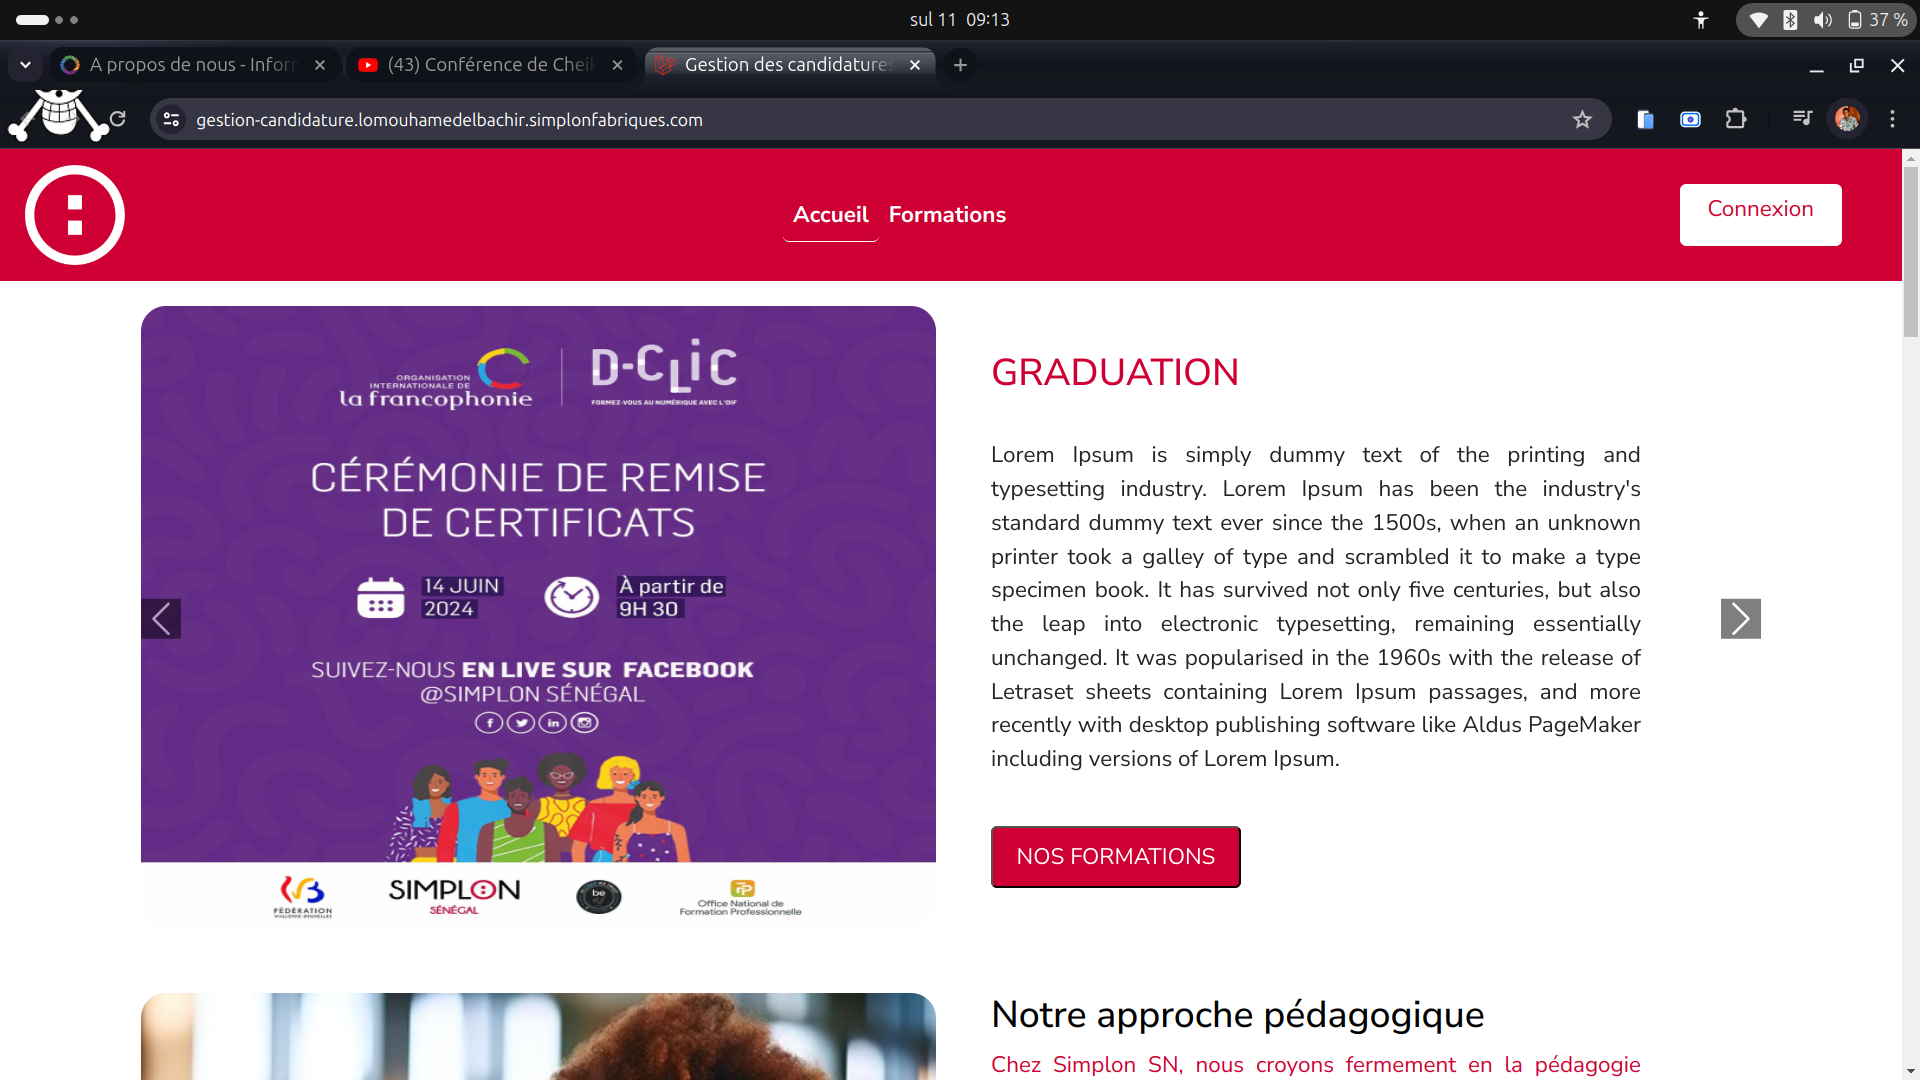 sul 11 09:13
37 %
A propos de nous - Inforn
(43) Conférence de Cheik
Gestion des candidatures
gestion-candidature.lomouhamedelbachir.simplonfabriques.com
Accueil
Formations
Connexion
ORGANISATION
INTERNATIONALE DE
la francophonie
D-CLIC
FORMEZ-VOUS AU NUMÉRIQUE AVEC L'OIF
CÉRÉMONIE DE REMISE
DE CERTIFICATS
14 JUIN
2024
À partir de
9H 30
SUIVEZ-NOUS EN LIVE SUR FACEBOOK
@SIMPLON SÉNÉGAL
FÉDÉRATION
WALLONIE-BRUXELLES
SIMPLON
SÉNÉGAL
be
FP
Office National de
Formation Professionnelle
GRADUATION
Lorem Ipsum is simply dummy text of the printing and
typesetting industry. Lorem Ipsum has been the industry's
standard dummy text ever since the 1500s, when an unknown
printer took a galley of type and scrambled it to make a type
specimen book. It has survived not only five centuries, but also
the leap into electronic typesetting, remaining essentially
unchanged. It was popularised in the 1960s with the release of
Letraset sheets containing Lorem Ipsum passages, and more
recently with desktop publishing software like Aldus PageMaker
including versions of Lorem Ipsum.
NOS FORMATIONS
Notre approche pédagogique
Chez Simplon SN, nous croyons fermement en la pédagogie